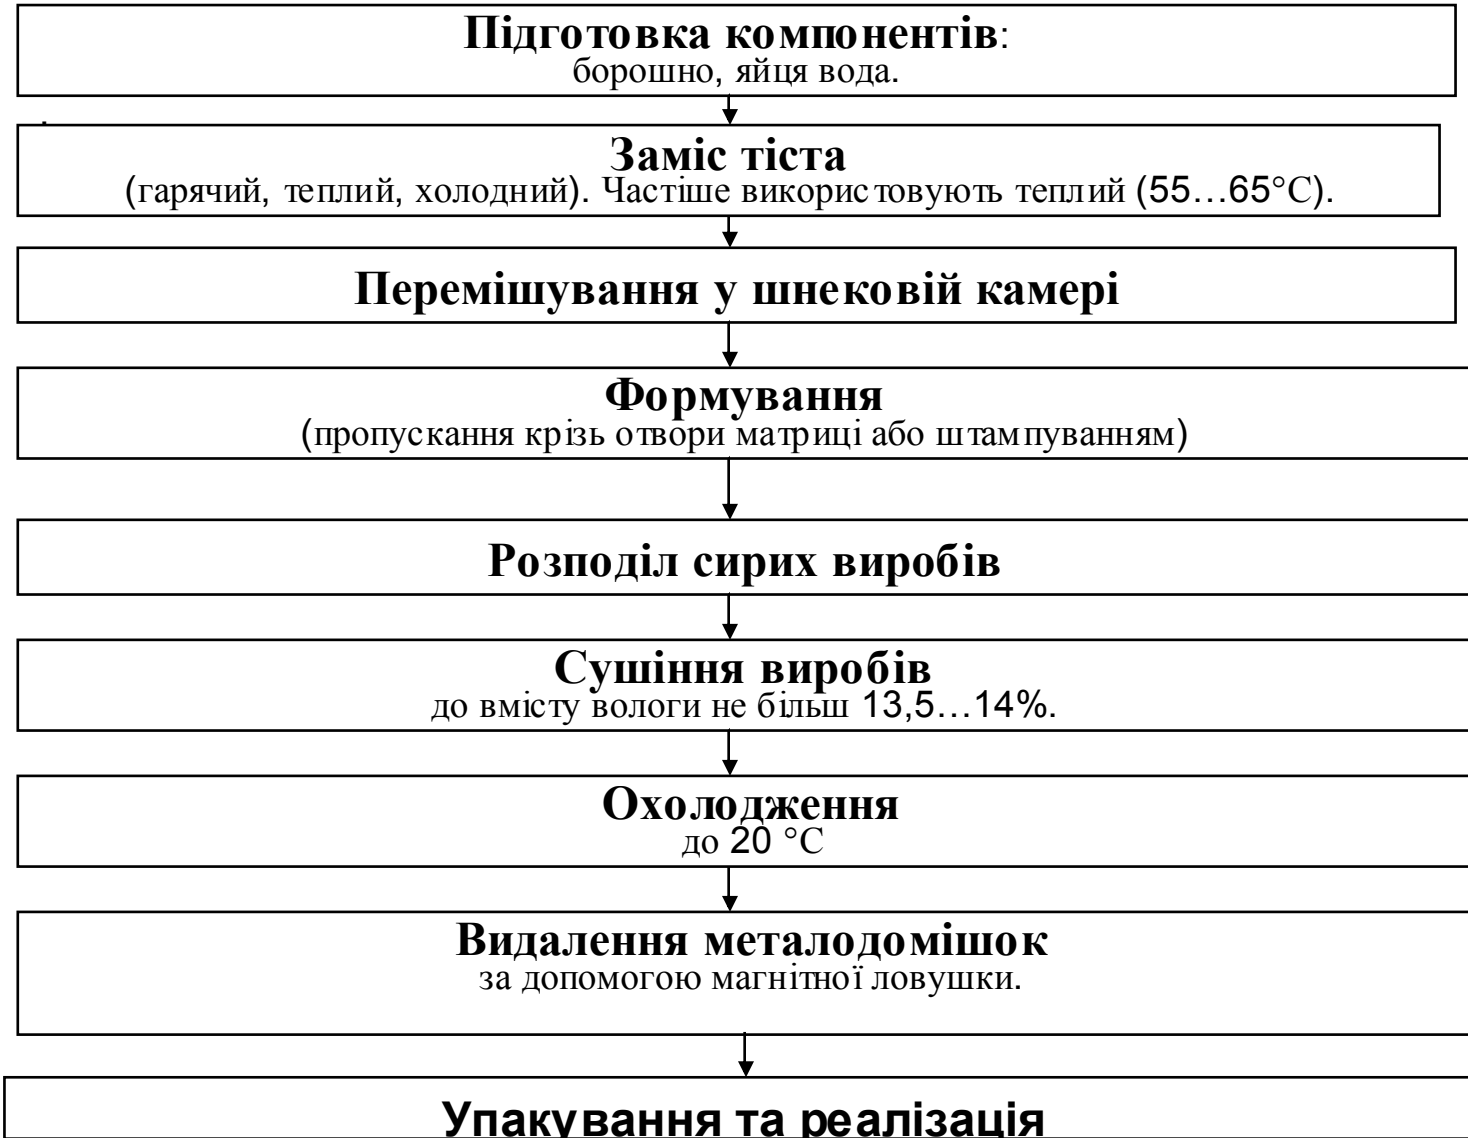 Підготовка компонентів:
борошно, яйця вода.
.
Заміс тіста
(гарячий, теплий, холодний). Частіше використовують теплий (55…65°С).
Перемішування у шнековій камері
Формування
(пропускання крізь отвори матриці або штампуванням)
Розподіл сирих виробів
Сушіння виробів
до вмісту вологи не більш 13,5…14%.
Охолодження
до 20 °С
Видалення металодомішок
за допомогою магнітної ловушки.
Упакування та реалізація